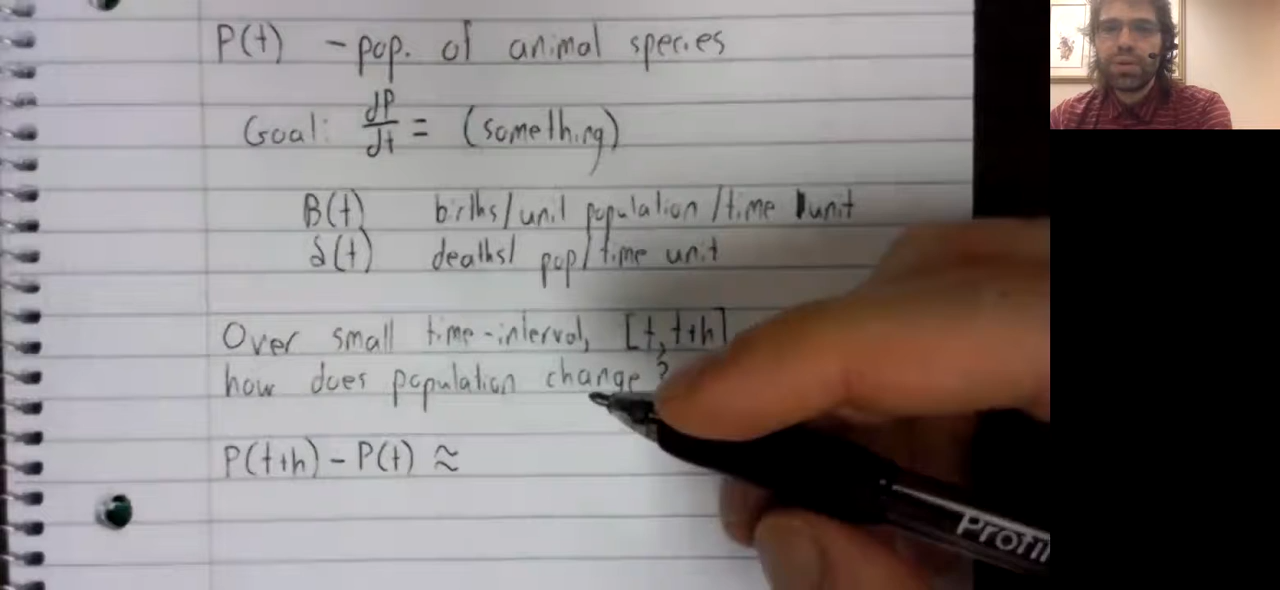 P(t) - pop. of animal species
Goal: dP/dt = (something)
B(t) births/unit population/time unit
δ(t) deaths/ pop/time unit
Over small time-interval, [t, t+h]
how does population change?
P(t+h) - P(t) ≈
Profi